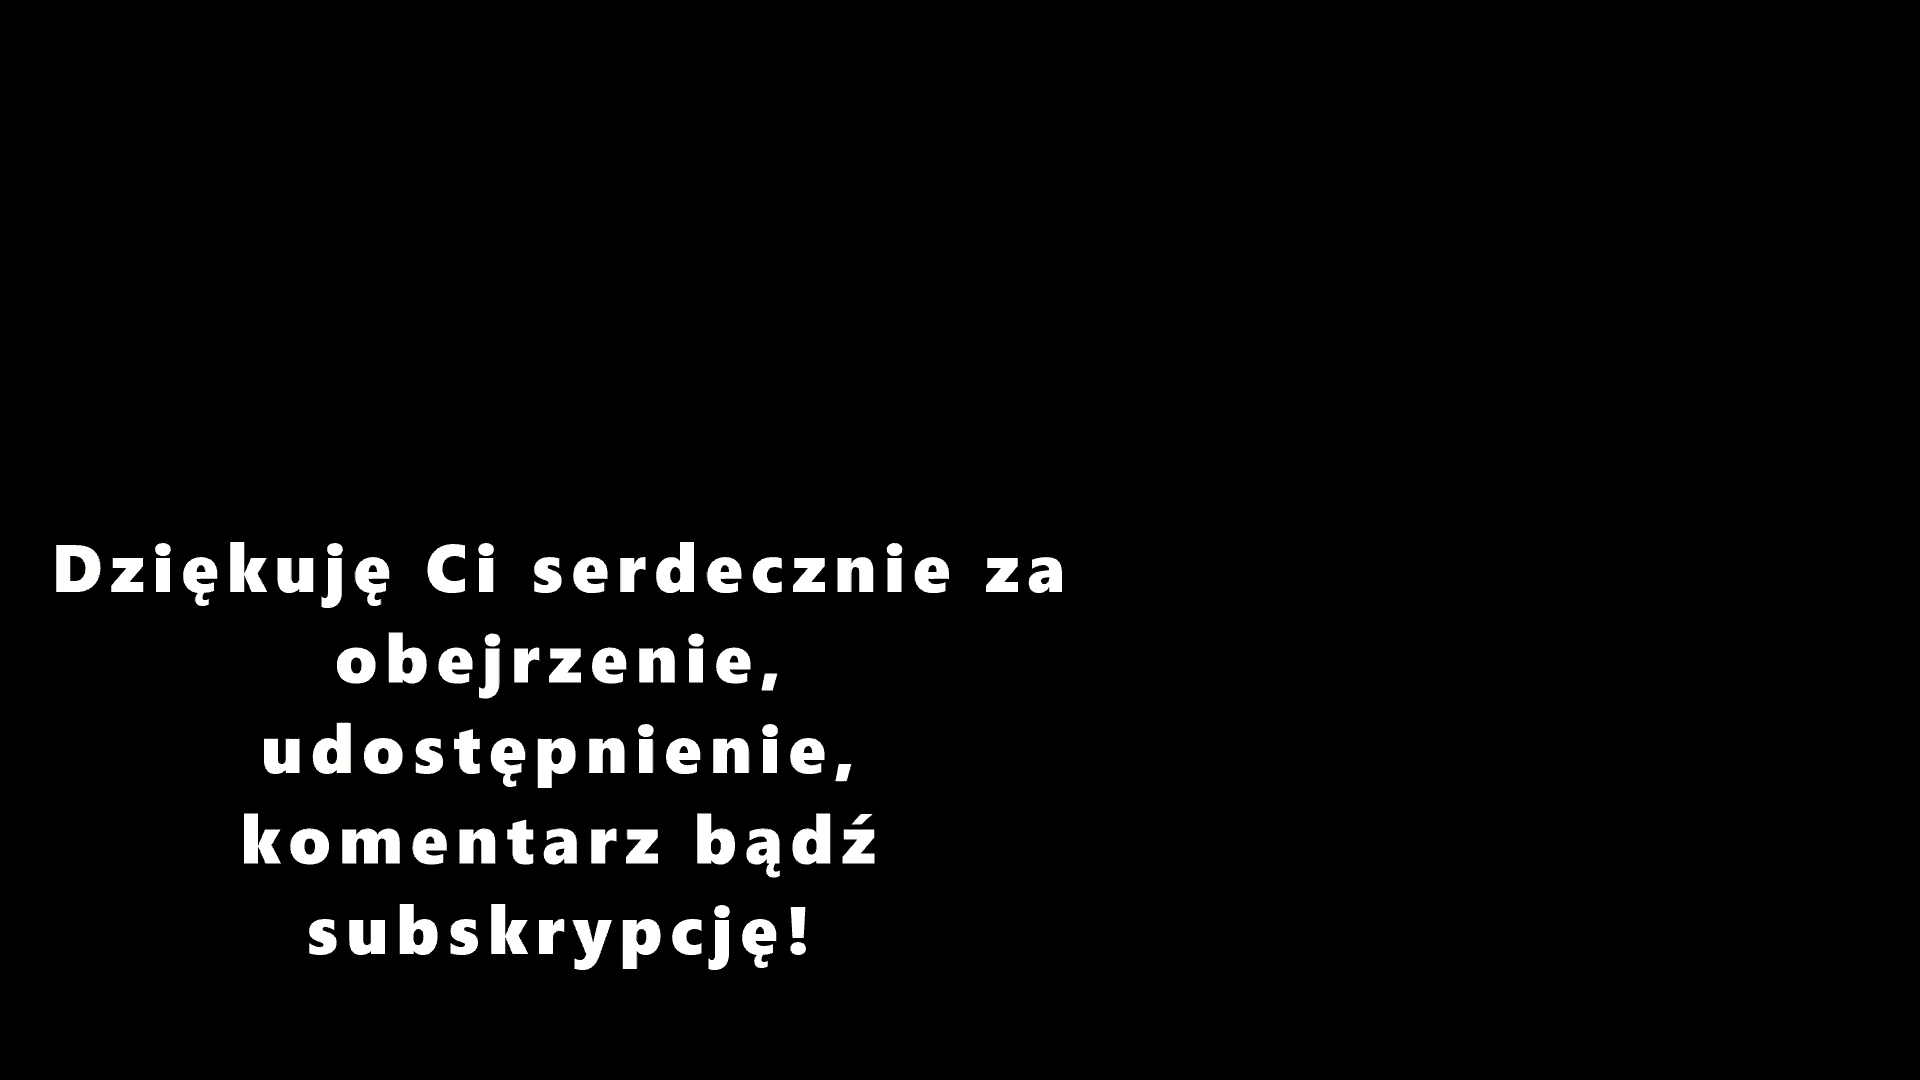 Dziękuję Ci serdecznie za
obejrzenie,
udostępnienie,
komentarz bądź
subskrypcję!